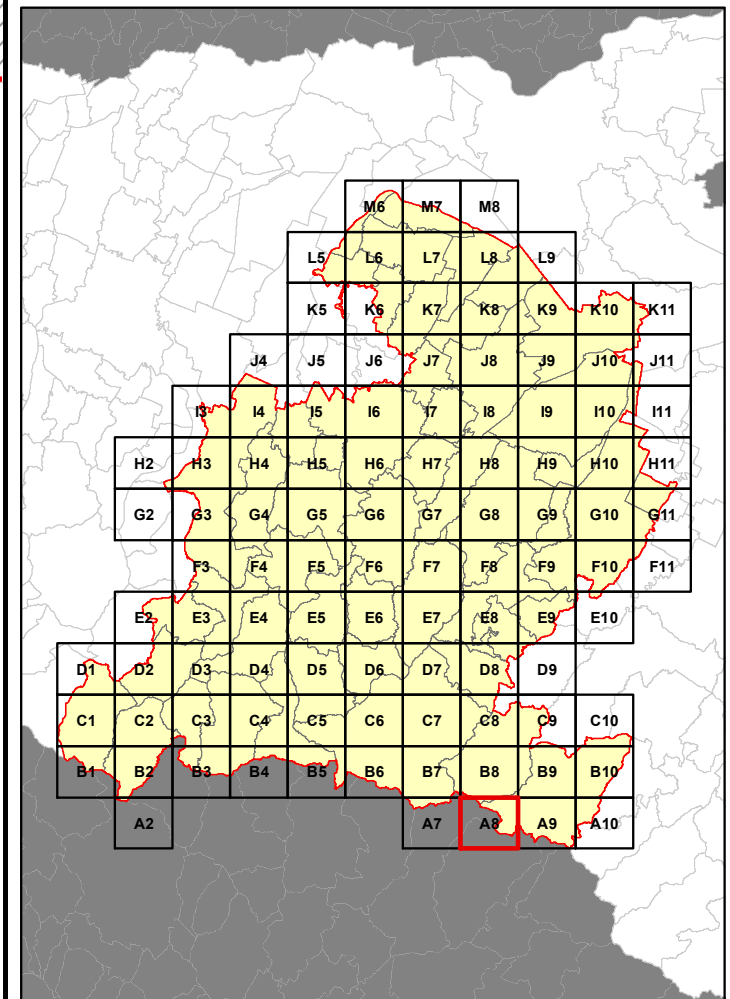 M6 M7 M8
L5 L6 L7 L8 L9
K5 K6 K7 K8 K9 K10 K11
J4 J5 J6 J7 J8 J9 J10 J11
I3 I4 I5 I6 I7 I8 I9 I10 I11
H2 H3 H4 H5 H6 H7 H8 H9 H10 H11
G2 G3 G4 G5 G6 G7 G8 G9 G10 G11
F3 F4 F5 F6 F7 F8 F9 F10 F11
E2 E3 E4 E5 E6 E7 E8 E9 E10
D1 D2 D3 D4 D5 D6 D7 D8 D9
C1 C2 C3 C4 C5 C6 C7 C8 C9 C10
B1 B2 B3 B4 B5 B6 B7 B8 B9 B10
A2 A7 A8 A9 A10